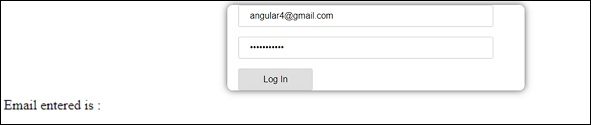 angular4@gmail.com
•••••••••••
Log In
Email entered is :